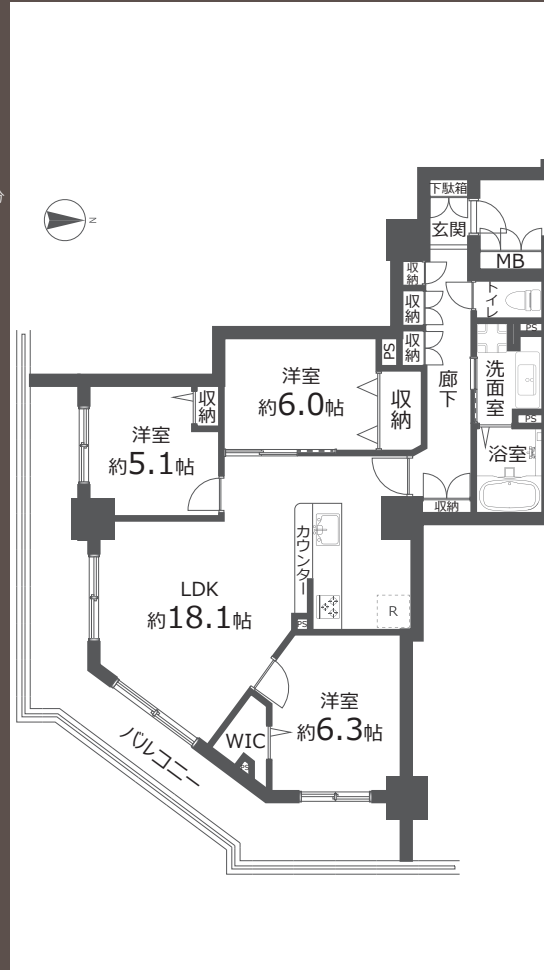 下駄箱
玄関
MB
N
収納
トイレ
収納
収納
PS
PS
廊下
洗面室
PS
浴室
収納
洋室
約6.0帖
収納
収納
洋室
約5.1帖
カウンター
LDK
約18.1帖
R
PS
洋室
約6.3帖
WIC
バルコニー